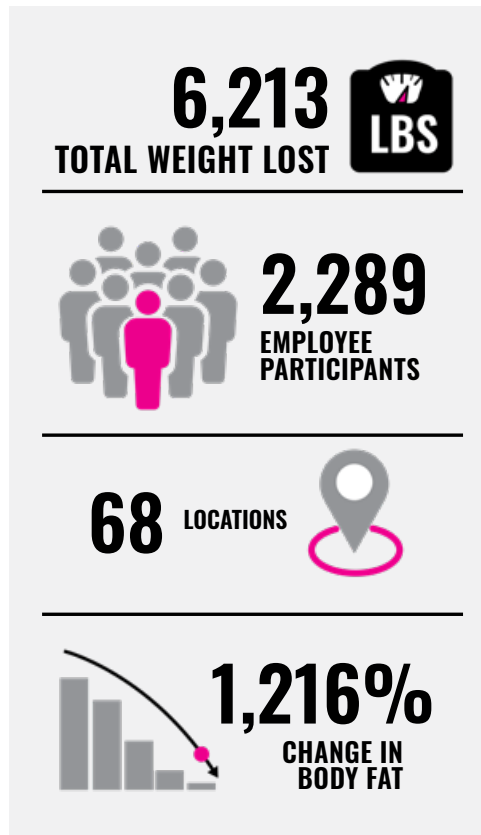 6,213
LBS
TOTAL WEIGHT LOST
2,289
EMPLOYEE
PARTICIPANTS
68
LOCATIONS
1,216%
CHANGE IN
BODY FAT